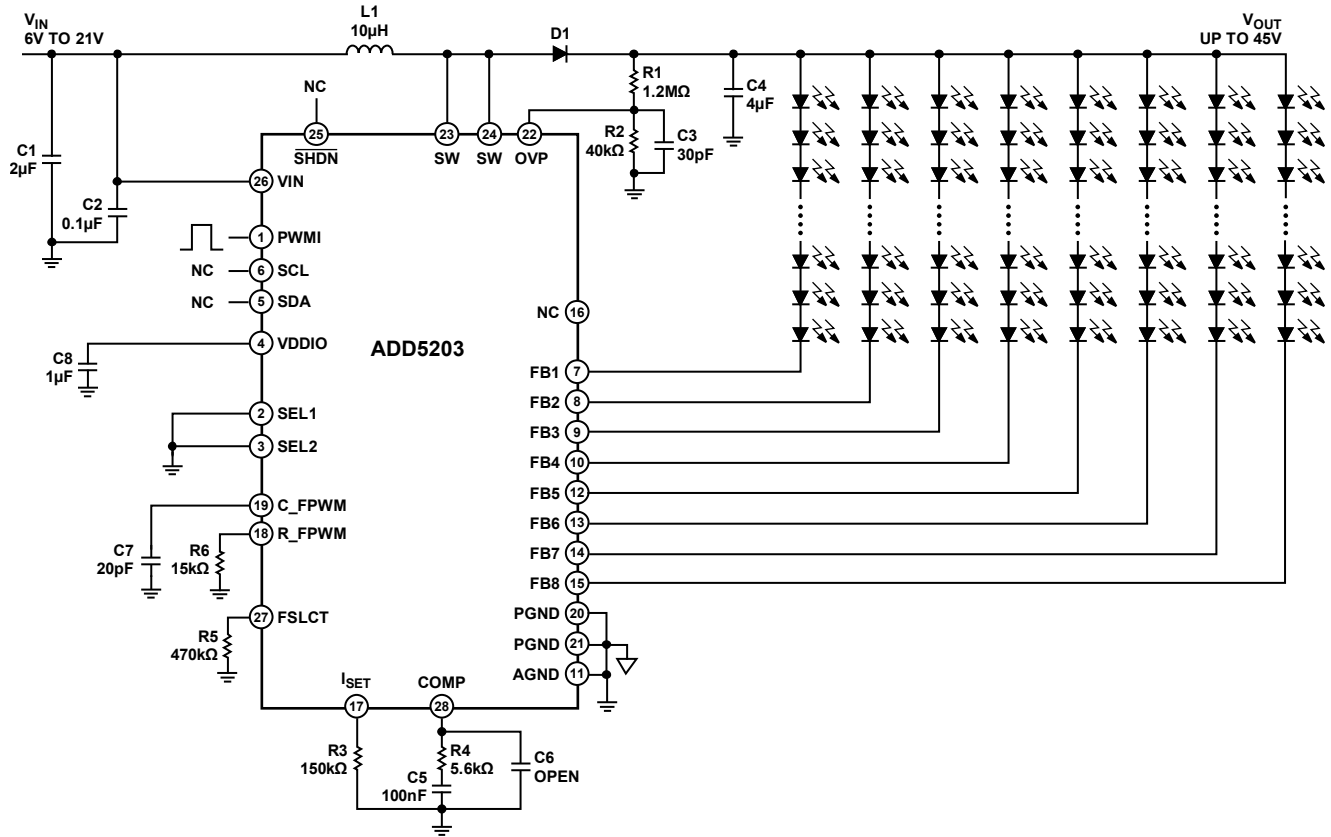 VIN
6V TO 21V
L1
10µH
D1
VOUT
UP TO 45V
R1
1.2MΩ
C4
4µF
NC
25
SHDN
23
SW
24
SW
22
OVP
R2
40kΩ
C3
30pF
C1
2µF
26 VIN
C2
0.1µF
1 PWMI
NC 6 SCL
NC 5 SDA
NC 16
4 VDDIO
C8
1µF
ADD5203
FB1 7
FB2 8
2 SEL1
FB3 9
3 SEL2
FB4 10
FB5 12
19 C_FPWM
FB6 13
18 R_FPWM
C7
20pF
R6
15kΩ
FB7 14
FB8 15
27 FSLCT
PGND 20
R5
470kΩ
PGND 21
AGND 11
ISET
17
COMP
28
R3
150kΩ
R4
5.6kΩ
C5
100nF
C6
OPEN